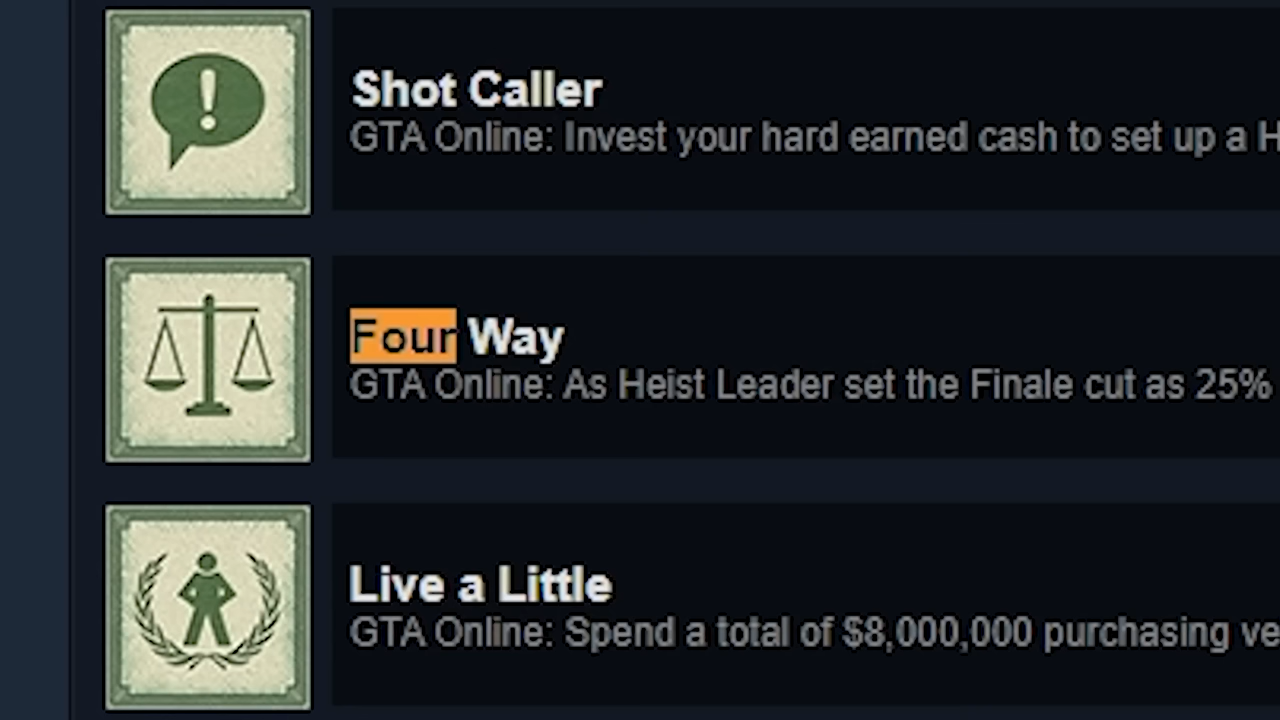 Shot Caller
GTA Online: Invest your hard earned cash to set up a H
Four Way
GTA Online: As Heist Leader set the Finale cut as 25%
Live a Little
GTA Online: Spend a total of $8,000,000 purchasing ve